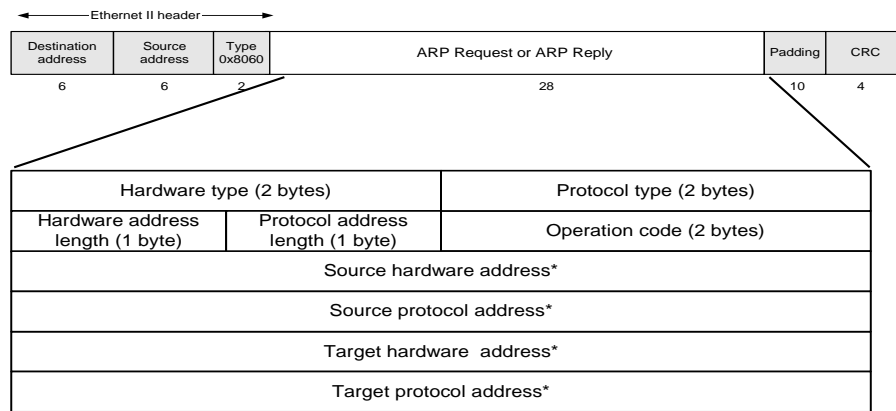 Ethernet II header
Destination
address
Source
address
Type
0x8060
ARP Request or ARP Reply
Padding
CRC
6
6
2
28
10
4
Hardware type (2 bytes)
Protocol type (2 bytes)
Hardware address
length (1 byte)
Protocol address
length (1 byte)
Operation code (2 bytes)
Source hardware address*
Source protocol address*
Target hardware address*
Target protocol address*